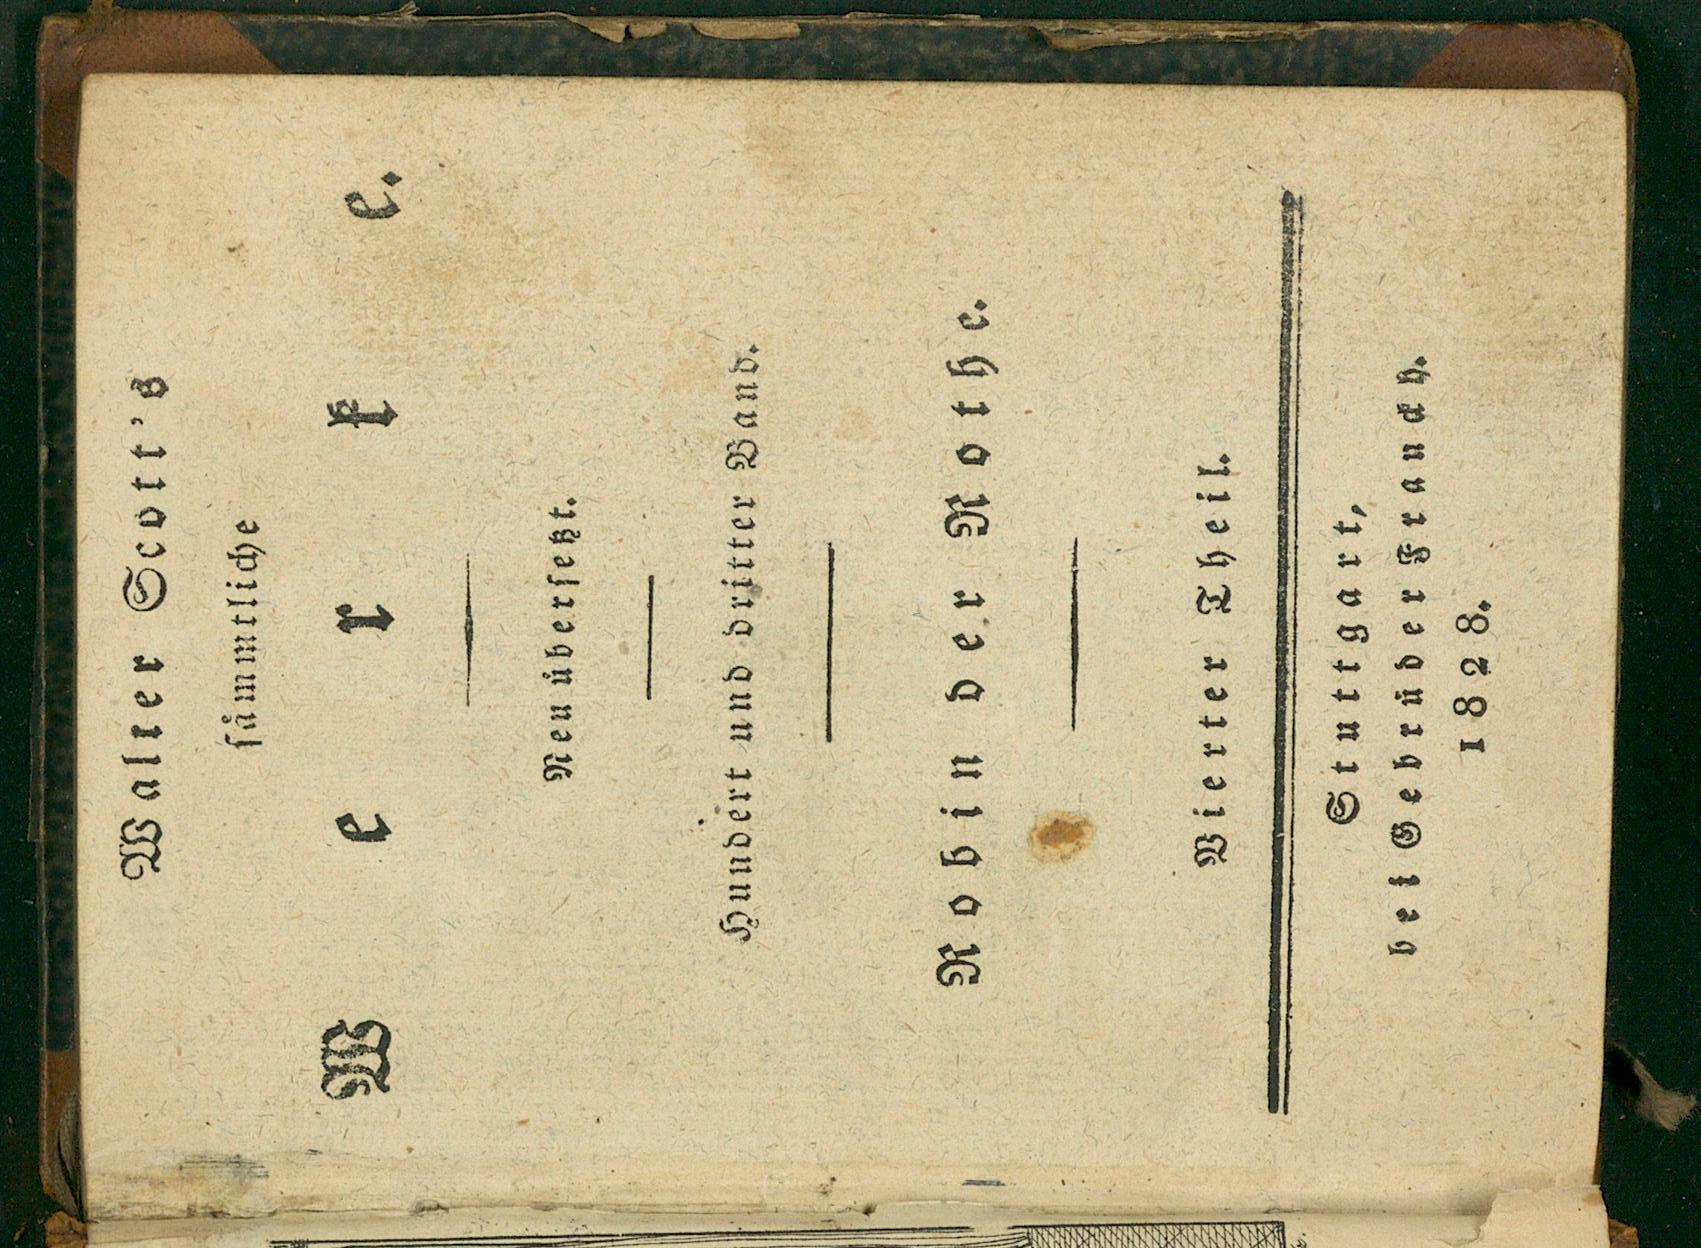 Walter Scott's
sämmtliche
Werke.
Neu übersetzt.
Hundert und dritter Band.
Robin der Rothe.
Vierter Theil.
Stuttgart,
bei Gebrüder Franckh.
1828.